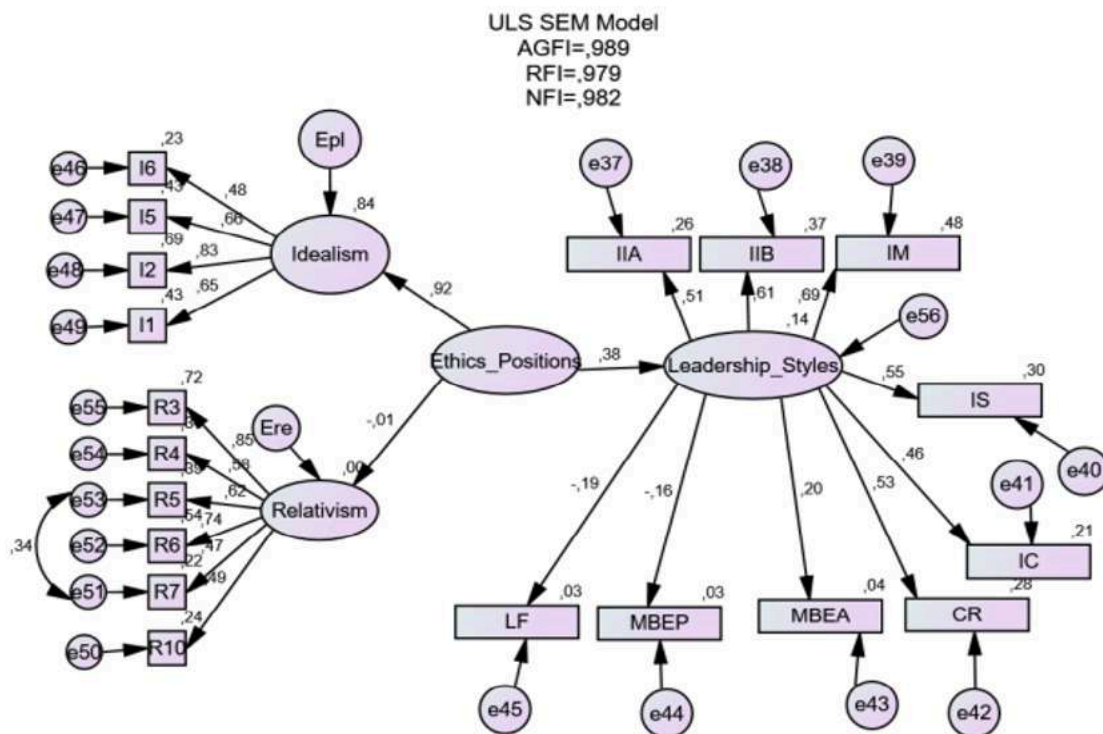 ULS SEM Model
AGFI=,989
RFI=,979
NFI=,982
Epl
,23
e46
I6
,48
,43
e47
I5
,66
,84
,69
Idealism
e48
I2
,83
,43
,65
e49
I1
,92
e37
e38
e39
,26
,37
,48
IIA
IIB
IM
,51
,61
,69
,14
e56
Ethics_Positions
,38
Leadership_Styles
,55
,30
IS
e40
,72
e55
R3
Ere
-,01
,85
e54
R4
,58
,00
e53
R5
,62
Relativism
,54
,74
e52
R6
,47
,34
,22
e51
R7
,49
,24
e50
R10
-,19
-,16
,20
,53
,46
e41
,21
IC
,03
LF
,03
MBEP
,04
MBEA
,28
CR
e45
e44
e43
e42